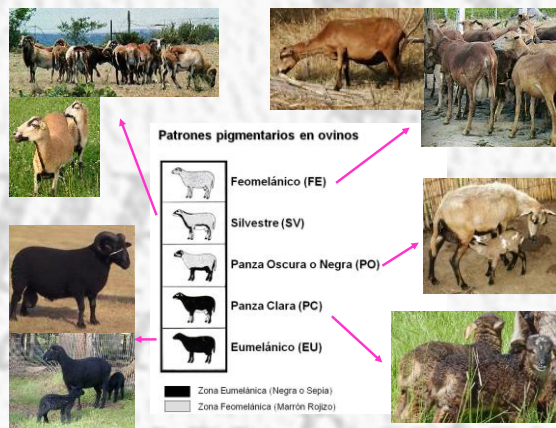 Patrones pigmentarios en ovinos
Feomelánico (FE)
Silvestre (SV)
Panza Oscura o Negra (PO)
Panza Clara (PC)
Eumelánico (EU)
Zona Eumelánica (Negra o Sepia)
Zona Feomelánica (Marrón Rojizo)